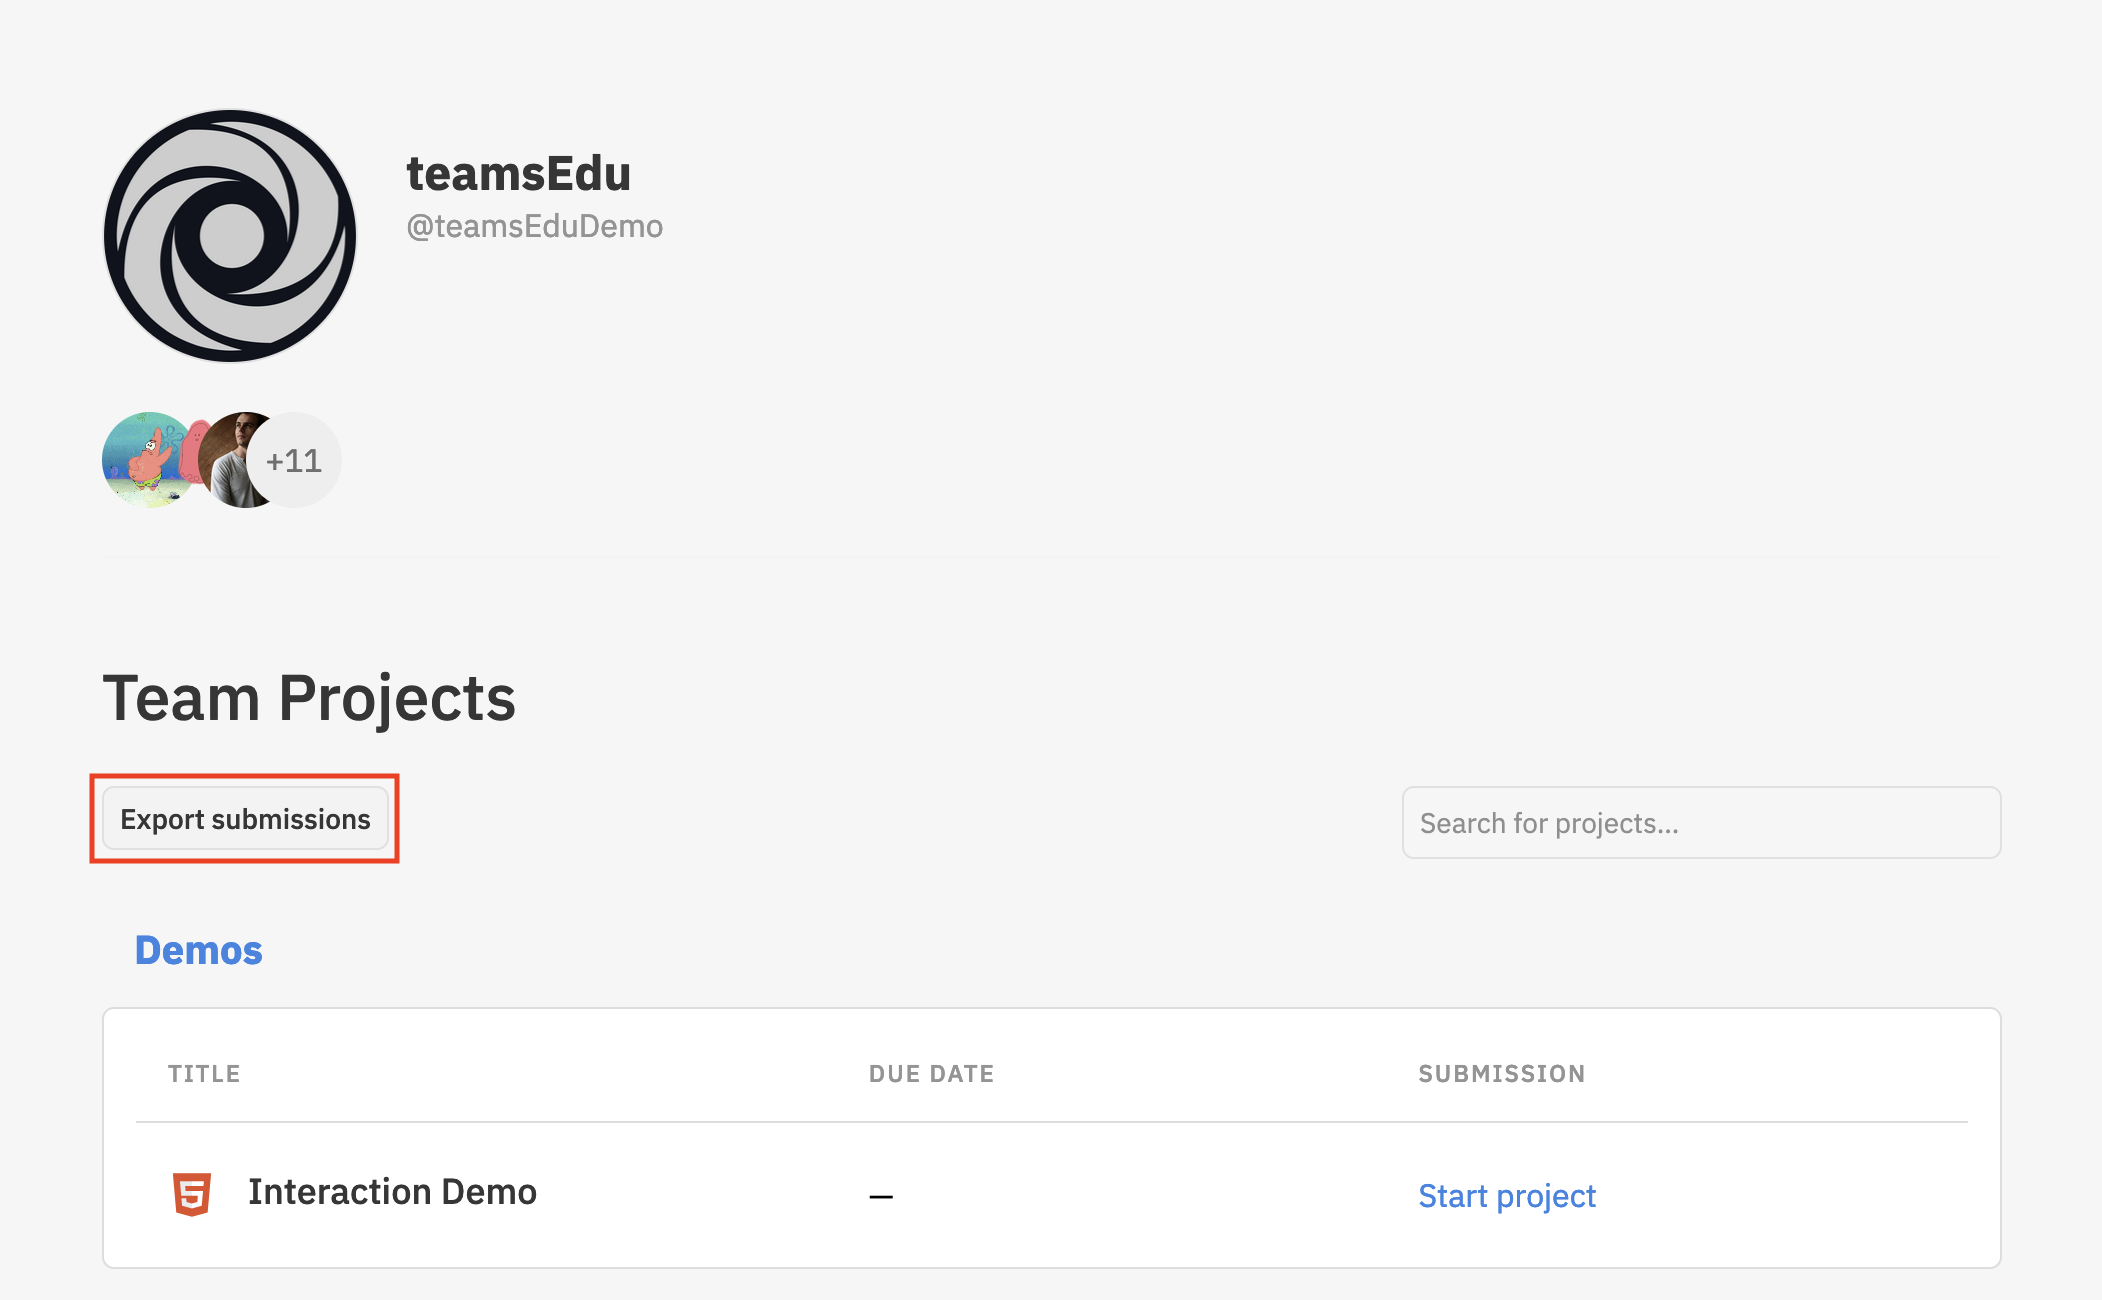 teamsEdu
@teamsEduDemo
+11
Team Projects
Export submissions
Search for projects...
Demos
TITLE DUE DATE SUBMISSION
Interaction Demo — Start project